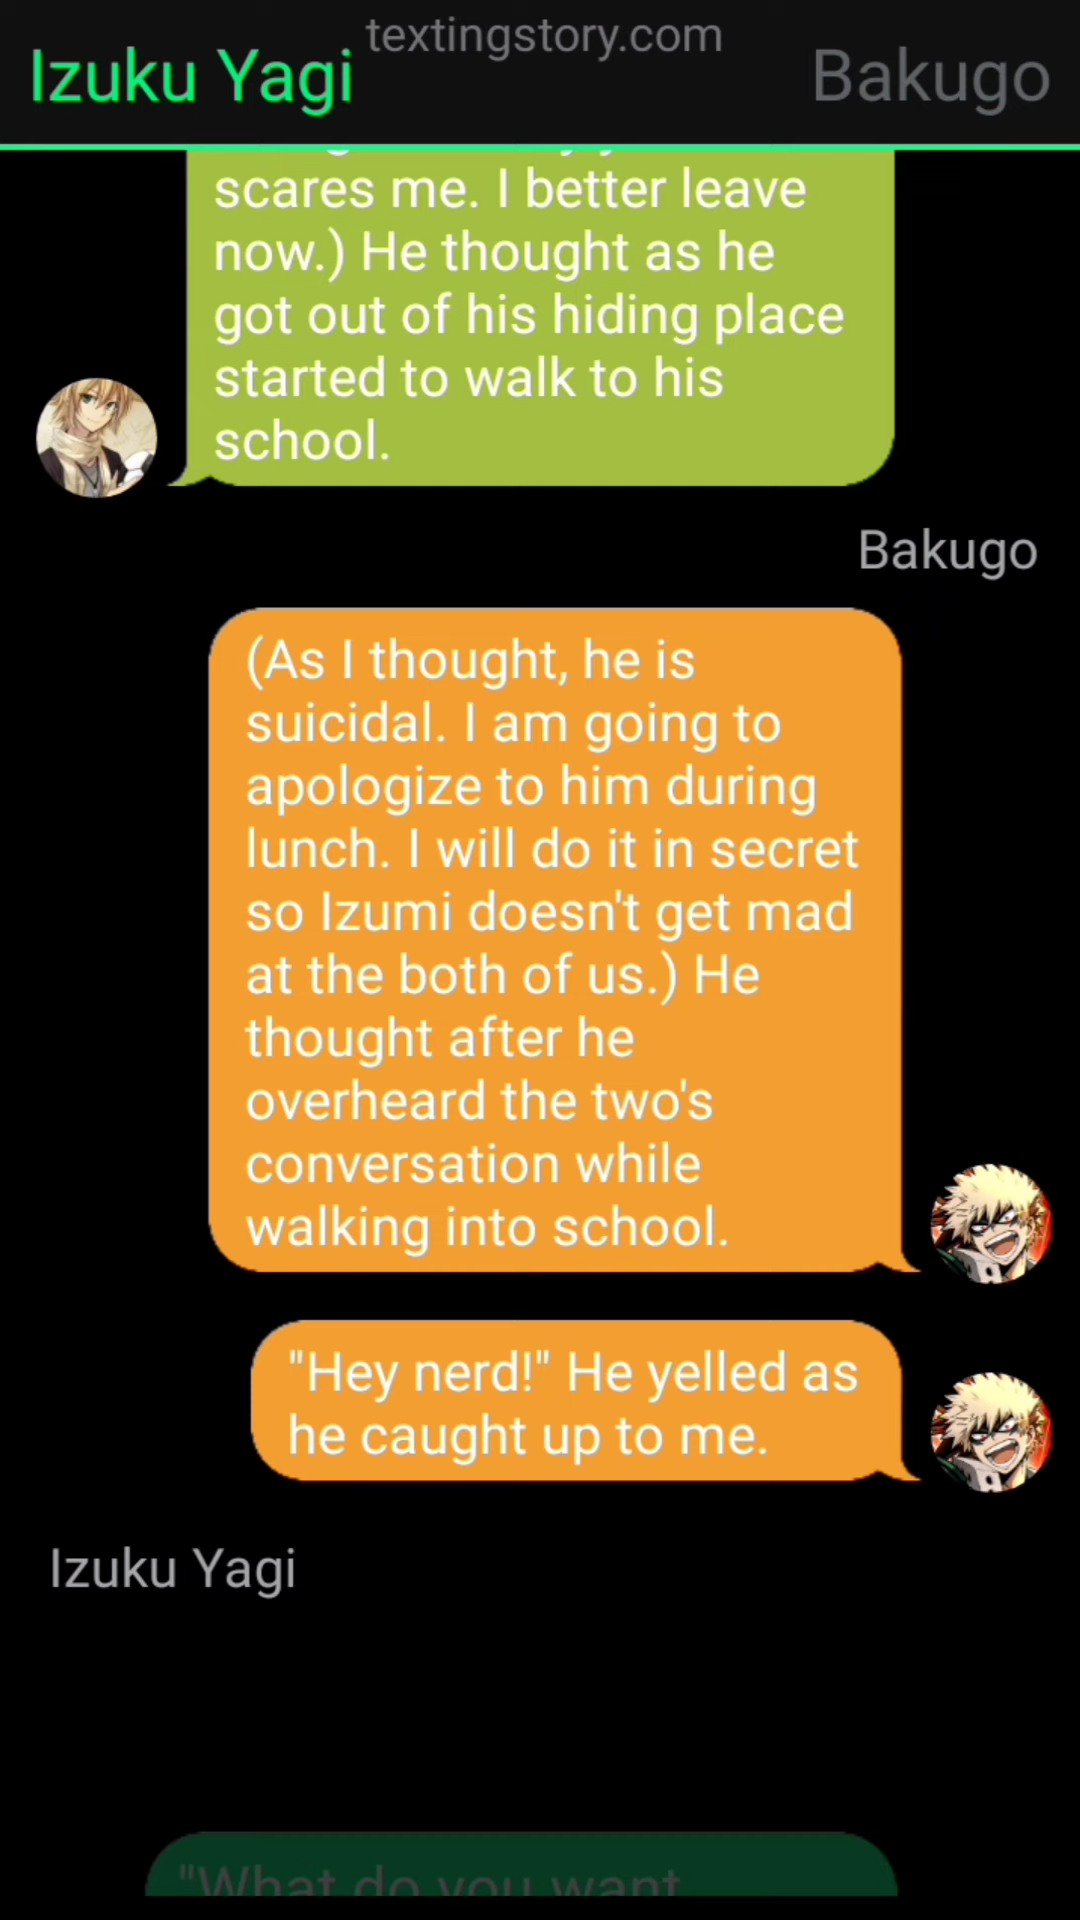 textingstory.com
Izuku Yagi
Bakugo
scares me. I better leave
now.) He thought as he
got out of his hiding place
started to walk to his
school.
Bakugo
(As I thought, he is
suicidal. I am going to
apologize to him during
lunch. I will do it in secret
so Izumi doesn't get mad
at the both of us.) He
thought after he
overheard the two's
conversation while
walking into school.
"Hey nerd!" He yelled as
he caught up to me.
Izuku Yagi
"What do you want